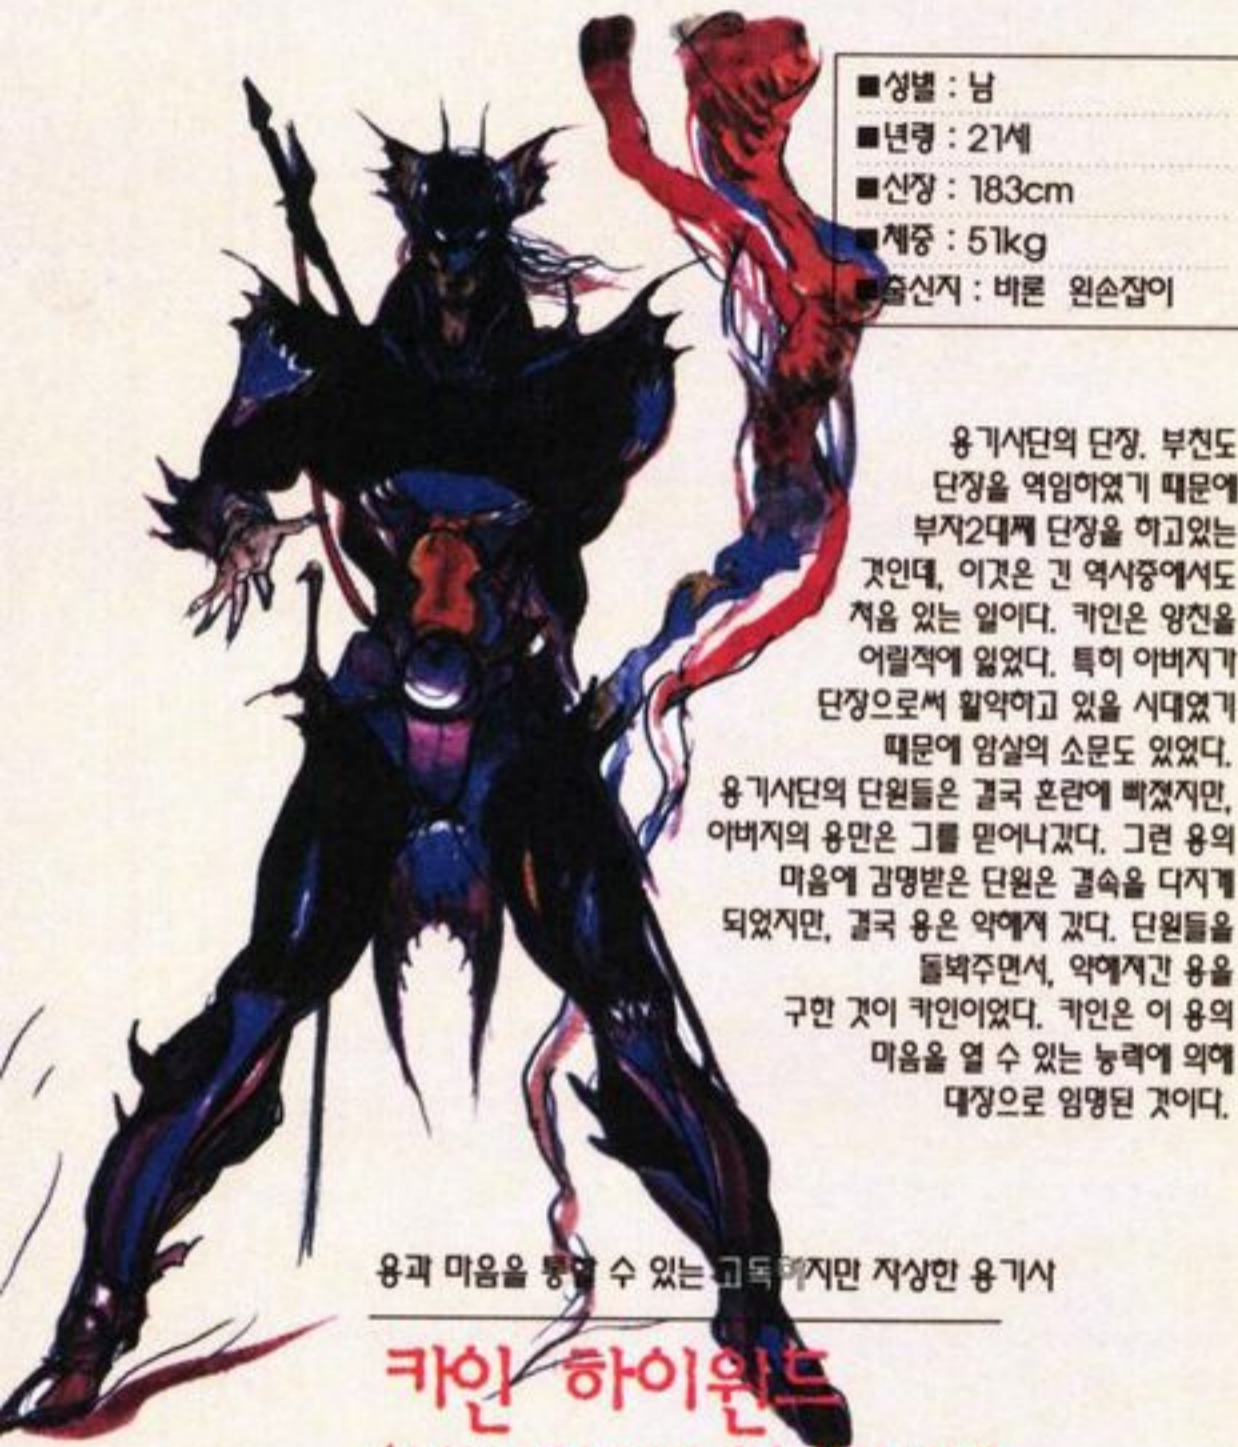 ■성별 : 남
■년령 : 21세
■신장 : 183cm
■체중 : 51kg
■출신지 : 바론 왼손잡이
용기사단의 단장. 부친도
단장을 역임하였기 때문에
부자2대째 단장을 하고있는
것인데, 이것은 긴 역사중에서도
처음 있는 일이다. 카인은 양친을
어릴적에 잃었다. 특히 아버지가
단장으로써 활약하고 있을 시대였기
때문에 암살의 소문도 있었다.
용기사단의 단원들은 결국 혼란에 빠졌지만,
아버지의 용만은 그를 믿어나갔다. 그런 용의
마음에 감명받은 단원은 결속을 다지게
되었지만, 결국 용은 약해져 갔다. 단원들을
돌봐주면서, 약해져간 용을
구한 것이 카인이었다. 카인은 이 용의
마음을 열 수 있는 능력에 의해
대장으로 임명된 것이다.
용과 마음을 통할 수 있는 고독하지만 자상한 용기사
카인 하이윈드